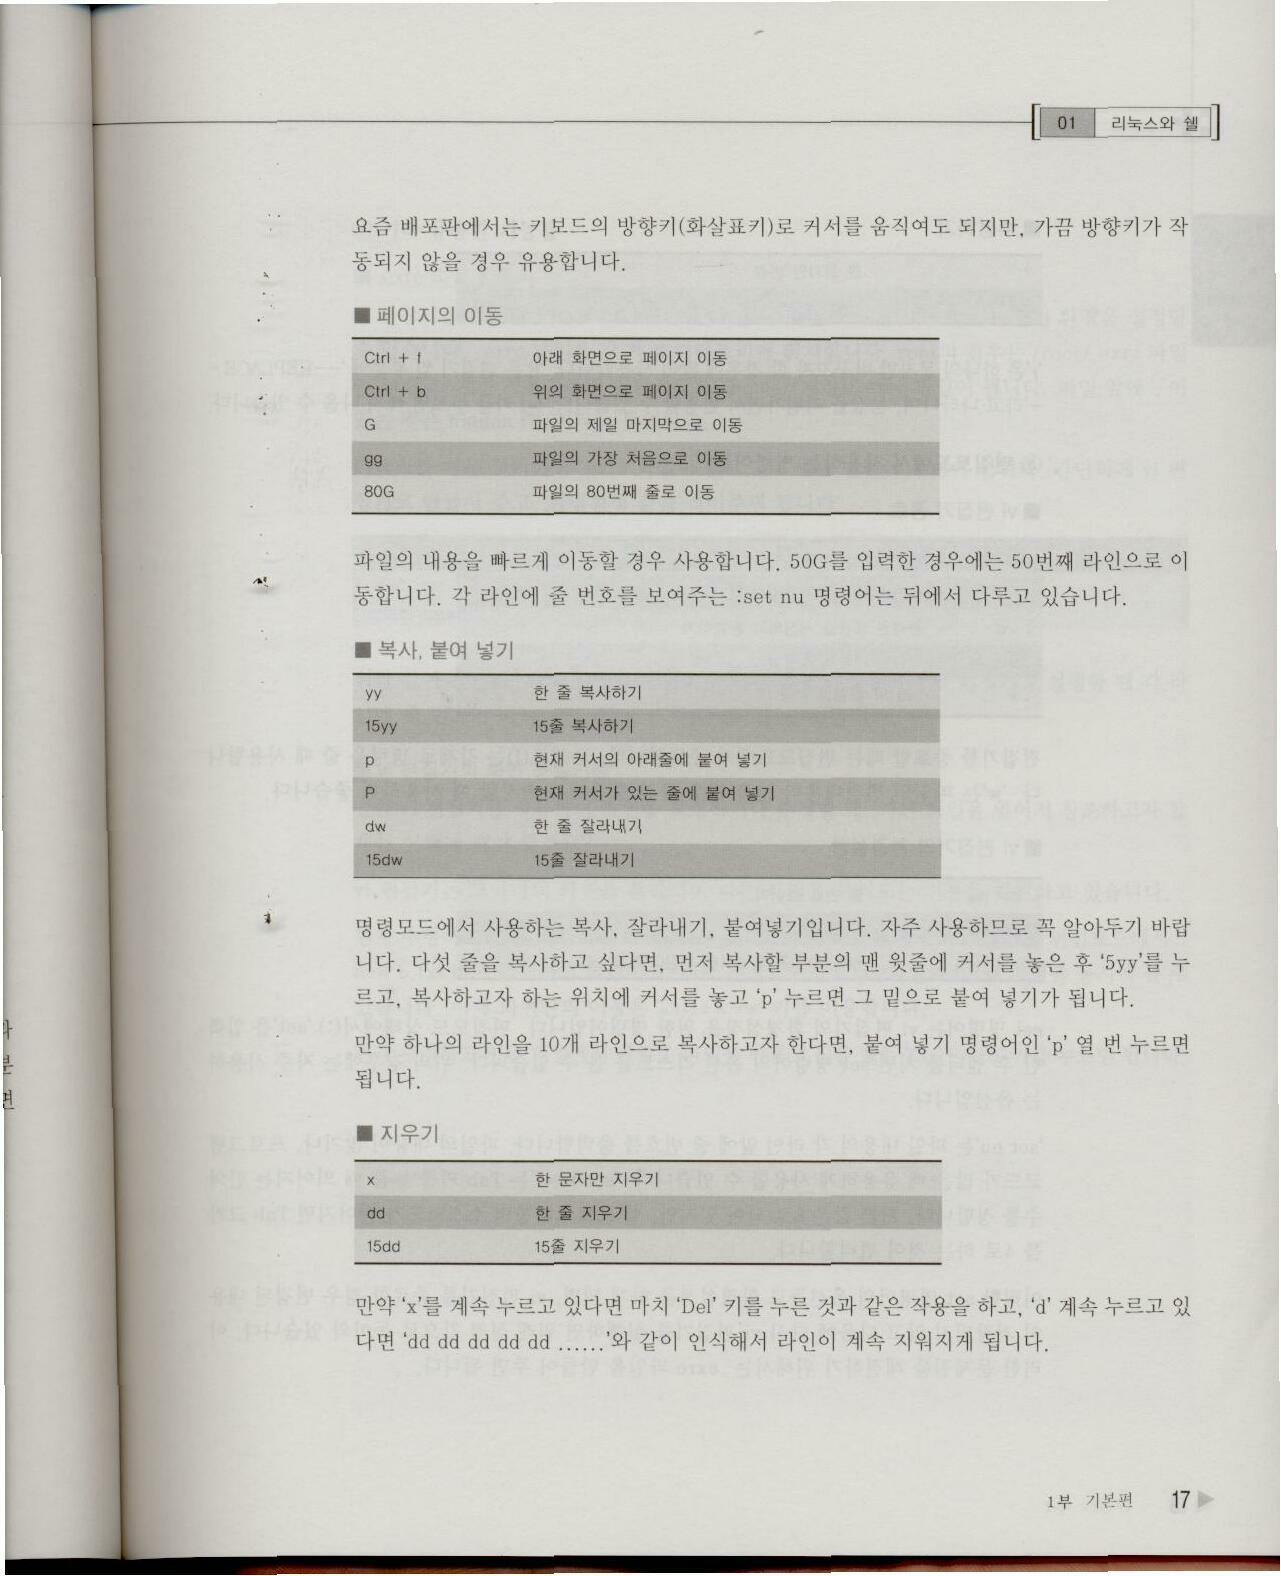 01 리눅스와 쉘
요즘 배포판에서는 키보드의 방향키(화살표키)로 커서를 움직여도 되지만, 가끔 방향키가 작
동되지 않을 경우 유용합니다.
■ 페이지의 이동
Ctrl + f 아래 화면으로 페이지 이동
Ctrl + b 위의 화면으로 페이지 이동
G 파일의 제일 마지막으로 이동
gg 파일의 가장 처음으로 이동
80G 파일의 80번째 줄로 이동
파일의 내용을 빠르게 이동할 경우 사용합니다. 50G를 입력한 경우에는 50번째 라인으로 이
동합니다. 각 라인에 줄 번호를 보여주는 :set nu 명령어는 뒤에서 다루고 있습니다.
■ 복사, 붙여 넣기
yy 한 줄 복사하기
15yy 15줄 복사하기
p 현재 커서의 아래줄에 붙여 넣기
P 현재 커서가 있는 줄에 붙여 넣기
dw 한 줄 잘라내기
15dw 15줄 잘라내기
명령모드에서 사용하는 복사, 잘라내기, 붙여넣기입니다. 자주 사용하므로 꼭 알아두기 바랍
니다. 다섯 줄을 복사하고 싶다면, 먼저 복사할 부분의 맨 윗줄에 커서를 놓은 후 ‘5yy’를 누
르고, 복사하고자 하는 위치에 커서를 놓고 ‘p’ 누르면 그 밑으로 붙여 넣기가 됩니다.
만약 하나의 라인을 10개 라인으로 복사하고자 한다면, 붙여 넣기 명령어인 ‘p’ 열 번 누르면
됩니다.
■ 지우기
x 한 문자만 지우기
dd 한 줄 지우기
15dd 15줄 지우기
만약 ‘x’를 계속 누르고 있다면 마치 ‘Del’ 키를 누른 것과 같은 작용을 하고, ‘d’ 계속 누르고 있
다면 ‘dd dd dd dd dd ......’와 같이 인식해서 라인이 계속 지워지게 됩니다.
1부 기본편 17